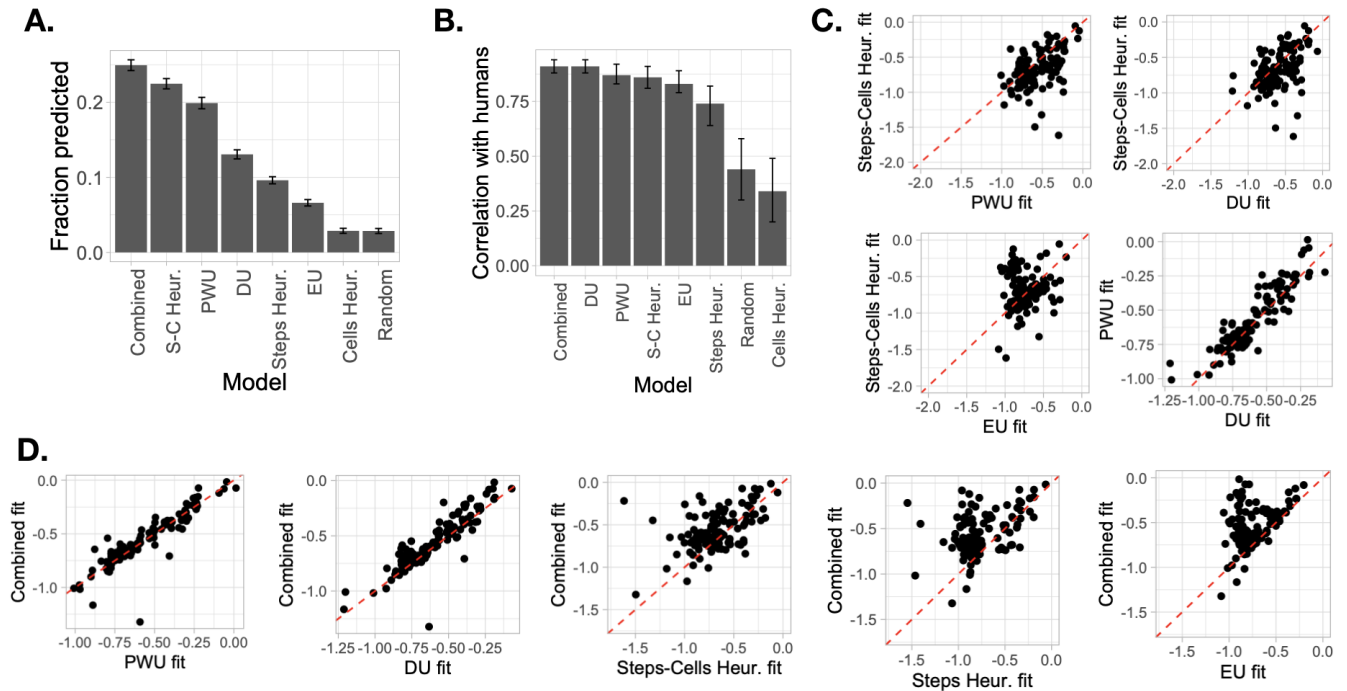 A.
Fraction predicted
0.2
0.1
0.0
Combined
S-C Heur.
PWU
DU
Steps Heur.
EU
Cells Heur.
Random
Model
B.
Correlation with humans
0.75
0.50
0.25
0.00
Combined
DU
PWU
S-C Heur.
EU
Steps Heur.
Random
Cells Heur.
Model
C.
Steps-Cells Heur. fit
0.0
-0.5
-1.0
-1.5
-2.0
-2.0 -1.5 -1.0 -0.5 0.0
PWU fit
Steps-Cells Heur. fit
0.0
-0.5
-1.0
-1.5
-2.0
-2.0 -1.5 -1.0 -0.5 0.0
DU fit
Steps-Cells Heur. fit
0.0
-0.5
-1.0
-1.5
-2.0
-2.0 -1.5 -1.0 -0.5 0.0
EU fit
PWU fit
0.00
-0.25
-0.50
-0.75
-1.00
-1.25 -1.00 -0.75 -0.50 -0.25
DU fit
D.
Combined fit
0.0
-0.5
-1.0
-1.00 -0.75 -0.50 -0.25 0.00
PWU fit
Combined fit
0.0
-0.5
-1.0
-1.25 -1.00 -0.75 -0.50 -0.25
DU fit
Combined fit
0.0
-0.5
-1.0
-1.5
-1.5 -1.0 -0.5 0.0
Steps-Cells Heur. fit
Combined fit
0.0
-0.5
-1.0
-1.5
-1.5 -1.0 -0.5 0.0
Steps Heur. fit
Combined fit
0.0
-0.5
-1.0
-1.5
-1.5 -1.0 -0.5 0.0
EU fit